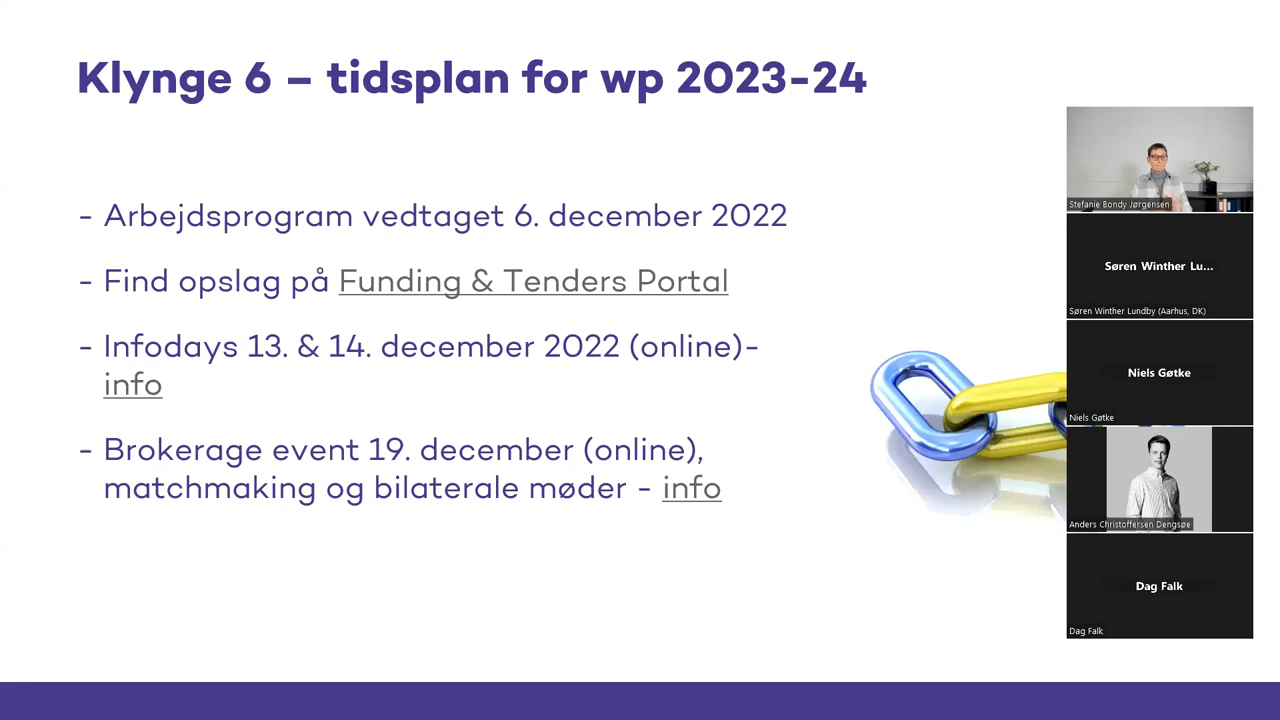 Klynge 6 – tidsplan for wp 2023-24
- Arbejdsprogram vedtaget 6. december 2022
- Find opslag på Funding & Tenders Portal
- Infodays 13. & 14. december 2022 (online)-
info
- Brokerage event 19. december (online),
matchmaking og bilaterale møder - info
Stefanie Bondy Jørgensen
Søren Winther Lu...
Søren Winther Lundby (Aarhus, DK)
Niels Gøtke
Niels Gøtke
Anders Christoffersen Dengsøe
Dag Falk
Dag Falk